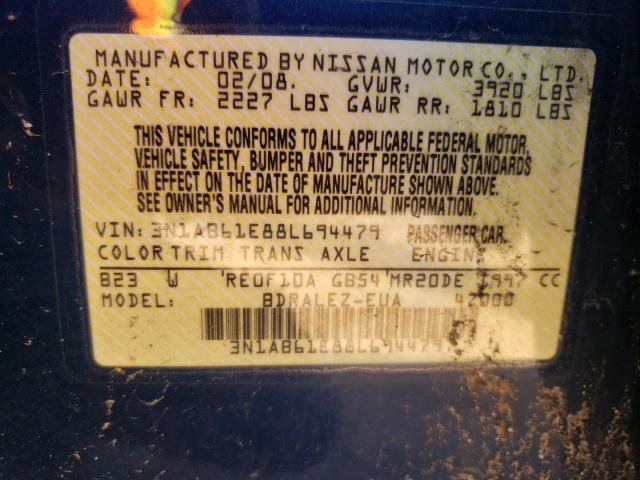 MANUFACTURED BY NISSAN MOTOR CO., LTD.
DATE: 02/08. GVWR: 3920 LBS
GAWR FR: 2227 LBS GAWR RR: 1810 LBS
THIS VEHICLE CONFORMS TO ALL APPLICABLE FEDERAL MOTOR
VEHICLE SAFETY, BUMPER AND THEFT PREVENTION STANDARDS
IN EFFECT ON THE DATE OF MANUFACTURE SHOWN ABOVE.
SEE OWNER'S MANUAL FOR ADDITIONAL INFORMATION.
VIN: 3N1AB61E88L694479 PASSENGER CAR.
COLOR TRIM TRANS AXLE ENGINE
B23 W RE0F10A GB54 MR20DE 1997 CC
MODEL: BDRALEZ-EUA 42000
3N1AB61E88L694479